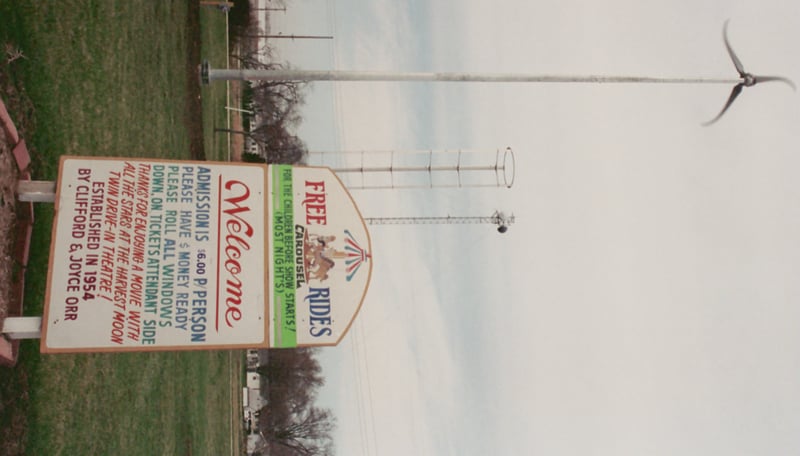 FREE RIDES
CAROUSEL
FOR THE CHILDREN BEFORE SHOW STARTS!
(MOST NIGHT'S)
Welcome
ADMISSION IS $6.00 P/PERSON
PLEASE HAVE $ MONEY READY
PLEASE ROLL ALL WINDOWS
DOWN, ON TICKETS ATTENDANT SIDE
THANKS FOR ENJOYING A MOVIE WITH
ALL THE STARS AT THE HARVEST MOON
TWIN DRIVE-IN THEATRE!
ESTABLISHED IN 1954
BY CLIFFORD & JOYCE ORR